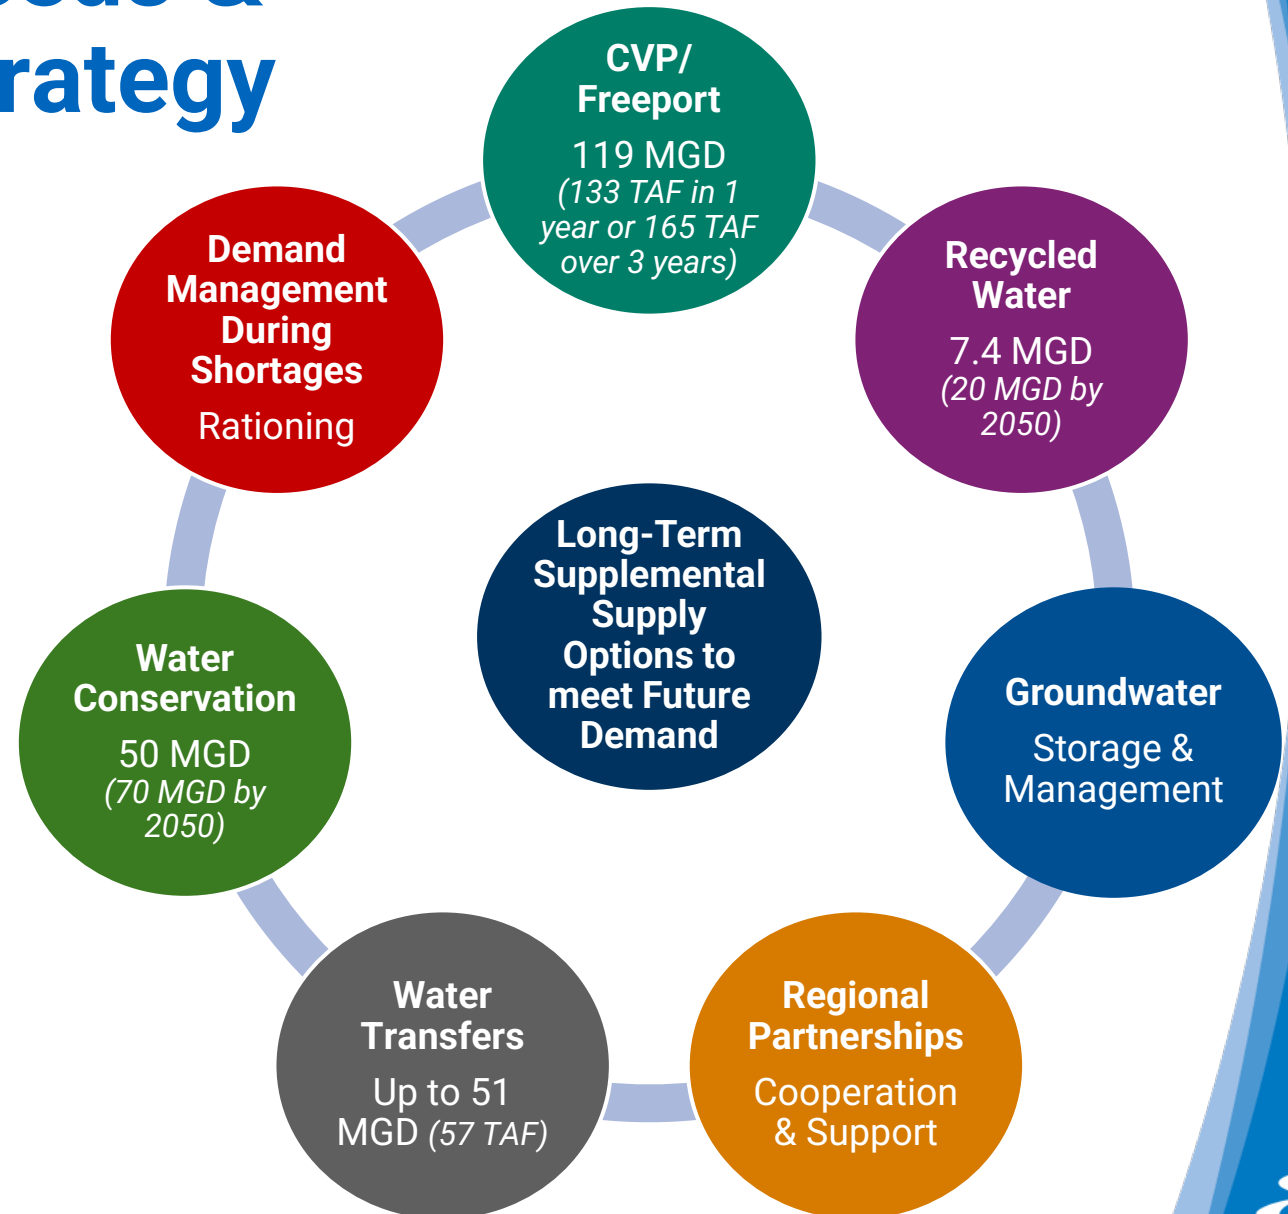 &
rategy
CVP/
Freeport
119 MGD
(133 TAF in 1
year or 165 TAF
over 3 years)
Recycled
Water
7.4 MGD
(20 MGD by
2050)
Groundwater
Storage &
Management
Regional
Partnerships
Cooperation
& Support
Water
Transfers
Up to 51
MGD (57 TAF)
Water
Conservation
50 MGD
(70 MGD by
2050)
Demand
Management
During
Shortages
Rationing
Long-Term
Supplemental
Supply
Options to
meet Future
Demand